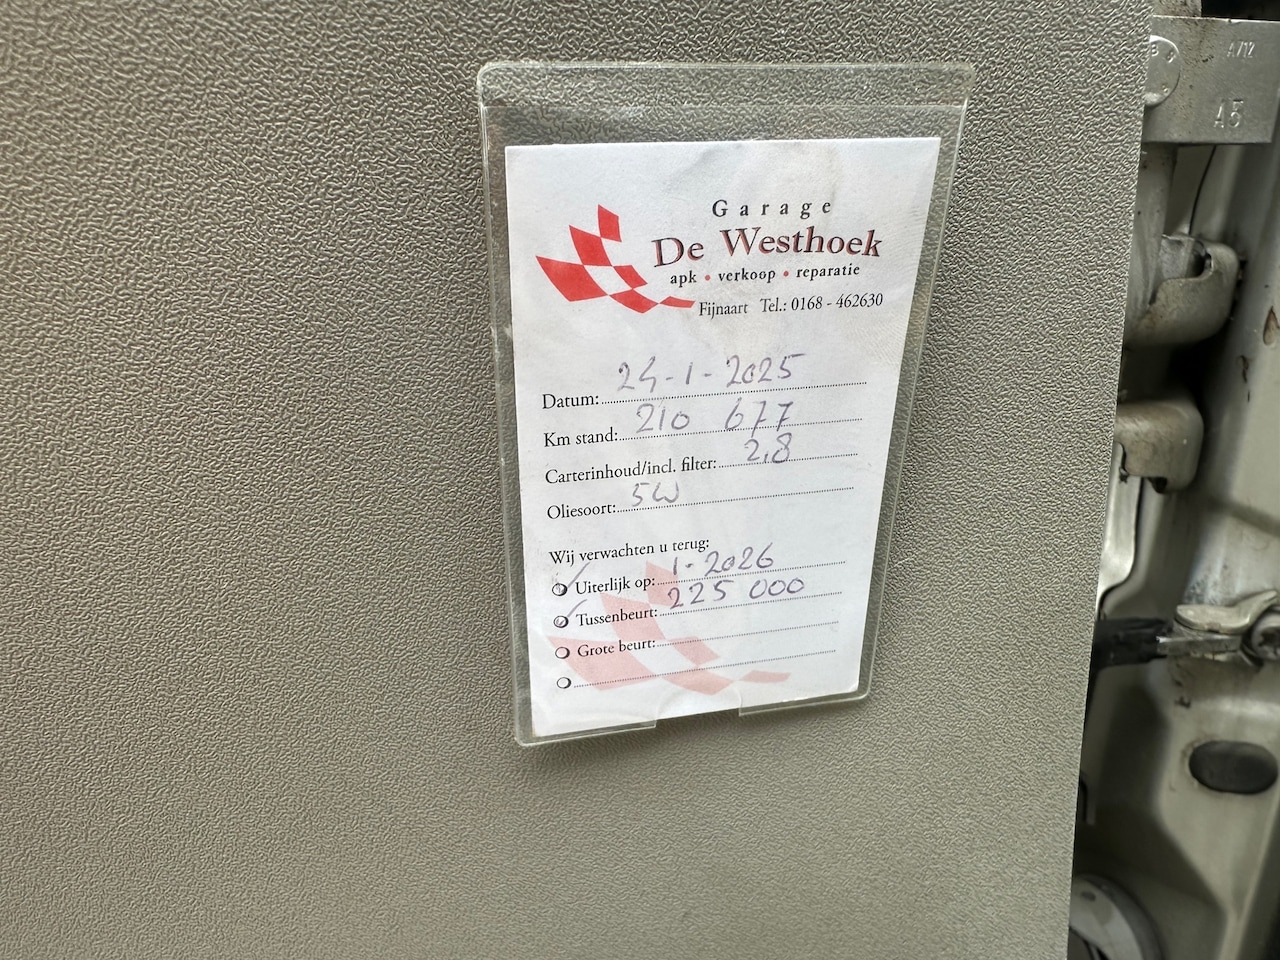 Garage
De Westhoek
apk • verkoop • reparatie
Fijnaart Tel.: 0168 - 462630
Datum: 24-1-2025
Km stand: 210 677
Carterinhoud/incl. filter: 2,8
Oliesoort: 5W
Wij verwachten u terug:
Uiterlijk op: 1-2026
Tussenbeurt: 225 000
Grote beurt:
A712
A5